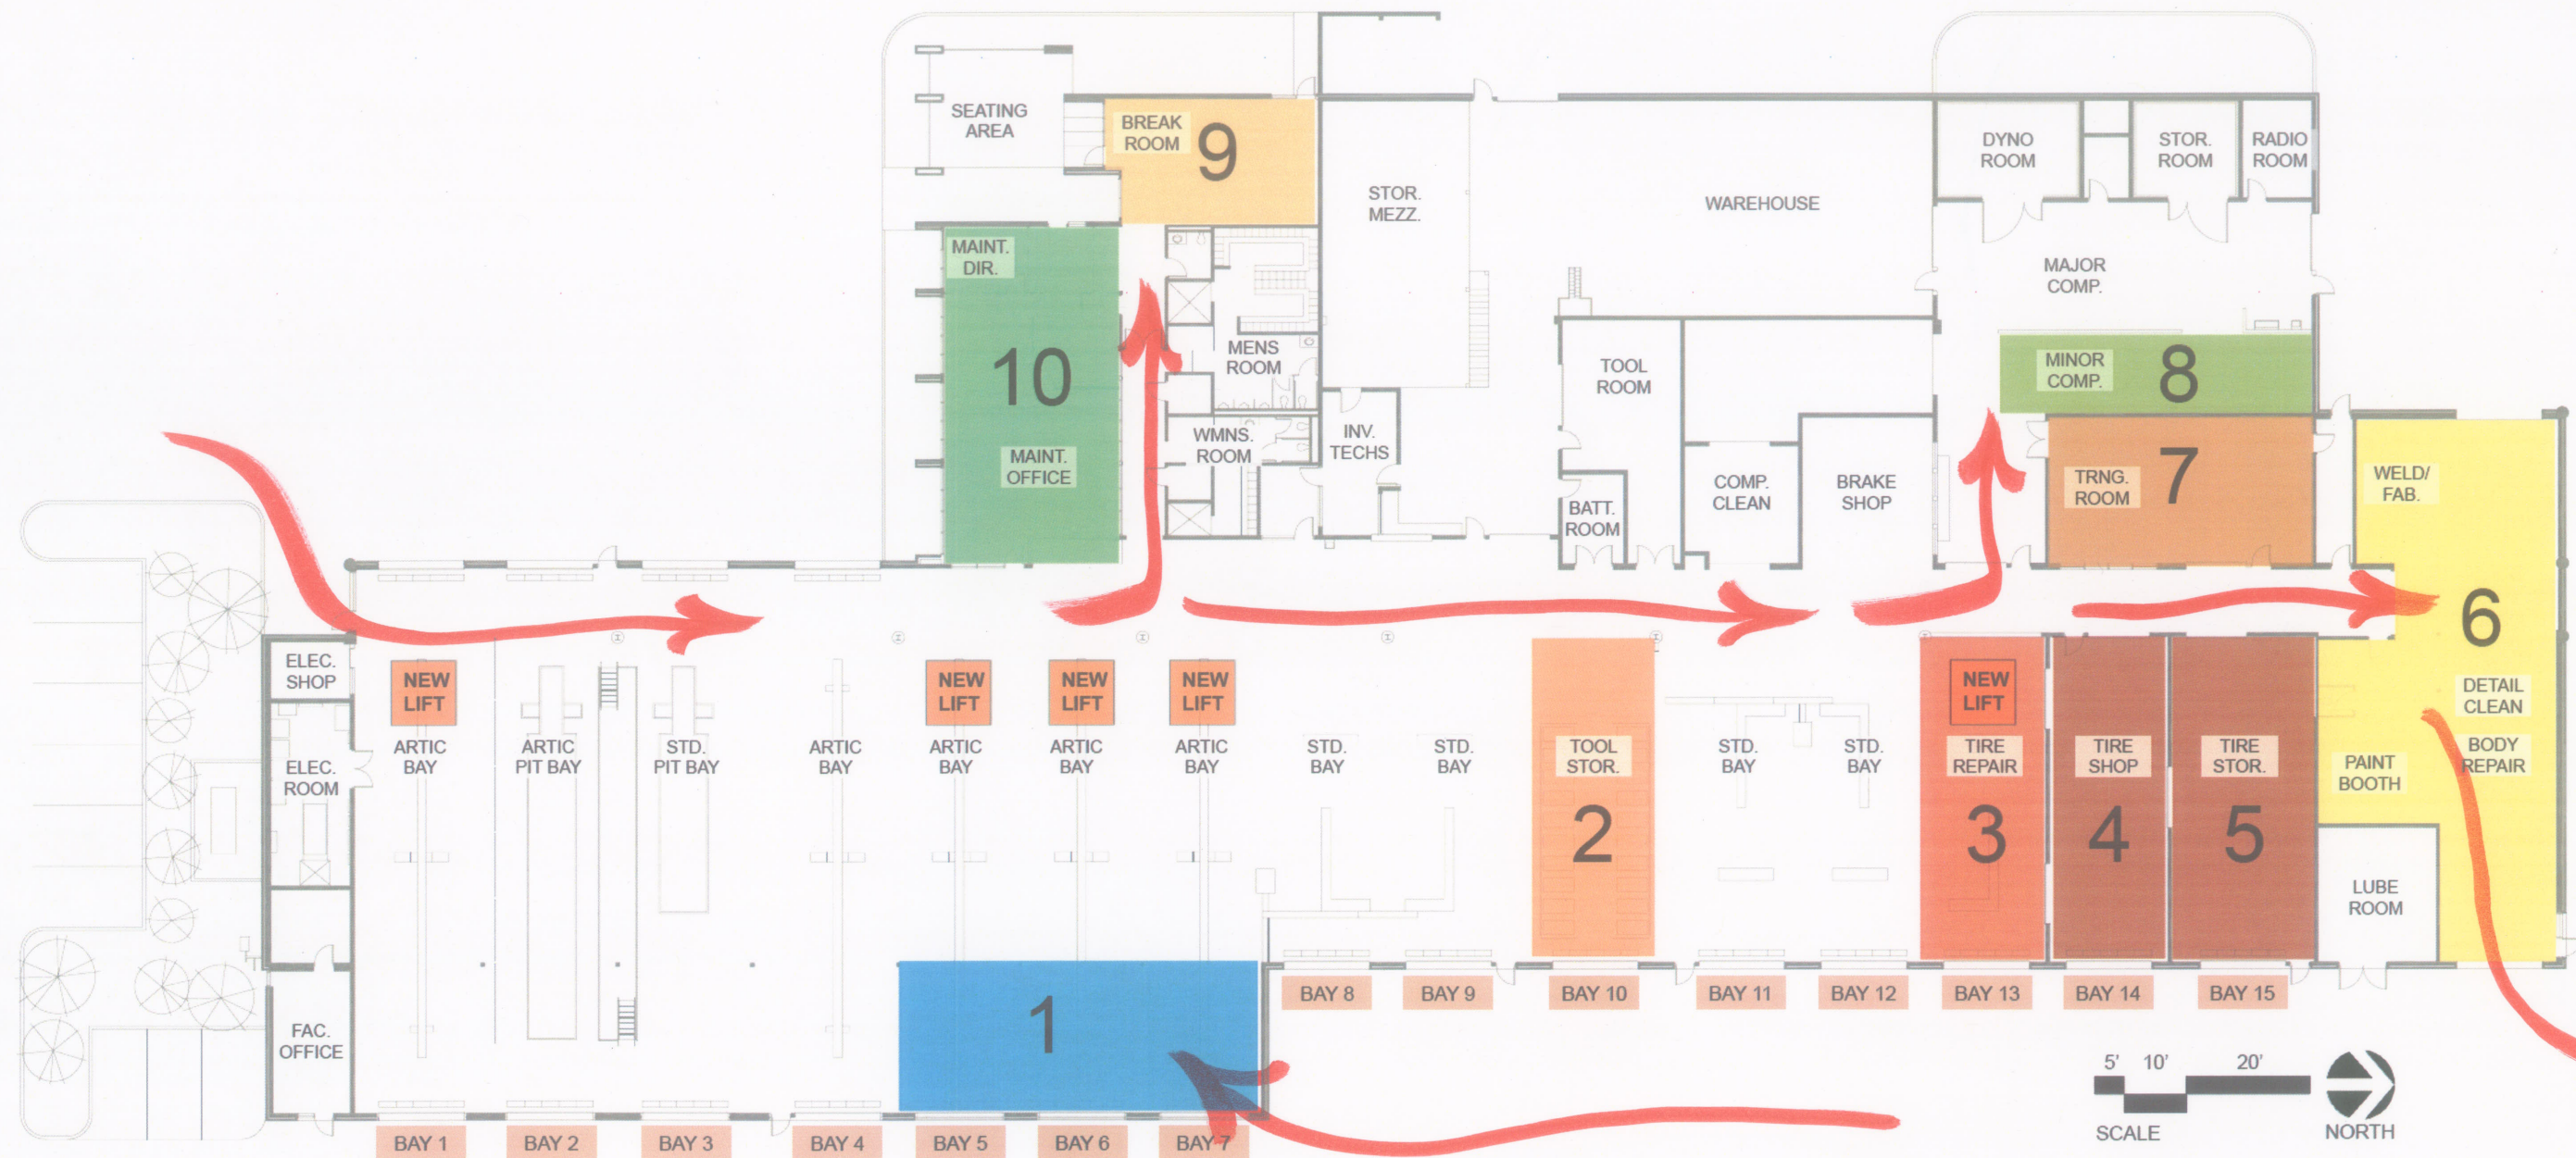 SEATING
AREA
BREAK
ROOM
9
STOR.
MEZZ.
WAREHOUSE
DYNO
ROOM
STOR.
ROOM
RADIO
ROOM
MAINT.
DIR.
10
MAINT.
OFFICE
MENS
ROOM
WMNS.
ROOM
INV.
TECHS
TOOL
ROOM
BATT.
ROOM
COMP.
CLEAN
BRAKE
SHOP
MAJOR
COMP.
MINOR
COMP.
8
TRNG.
ROOM
7
WELD/
FAB.
6
DETAIL
CLEAN
BODY
REPAIR
PAINT
BOOTH
LUBE
ROOM
ELEC.
SHOP
ELEC.
ROOM
FAC.
OFFICE
NEW
LIFT
ARTIC
BAY
ARTIC
PIT BAY
STD.
PIT BAY
ARTIC
BAY
NEW
LIFT
ARTIC
BAY
NEW
LIFT
ARTIC
BAY
NEW
LIFT
ARTIC
BAY
STD.
BAY
STD.
BAY
TOOL
STOR.
2
STD.
BAY
STD.
BAY
NEW
LIFT
TIRE
REPAIR
3
TIRE
SHOP
4
TIRE
STOR.
5
1
BAY 1
BAY 2
BAY 3
BAY 4
BAY 5
BAY 6
BAY 7
BAY 8
BAY 9
BAY 10
BAY 11
BAY 12
BAY 13
BAY 14
BAY 15
5' 10' 20'
SCALE
NORTH